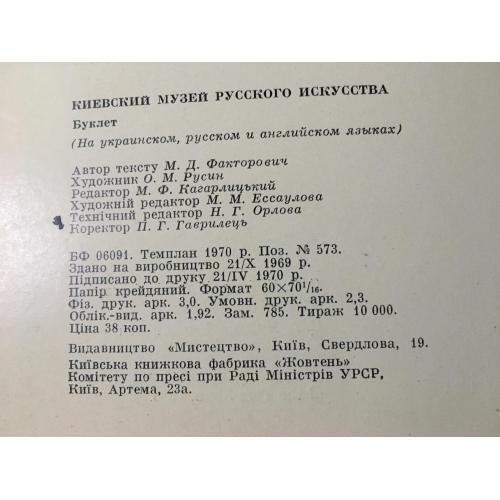 КИЕВСКИЙ МУЗЕЙ РУССКОГО ИСКУССТВА
Буклет
(На украинском, русском и английском языках)
Автор тексту М. Д. Факторович
Художник О. М. Русин
Редактор М. Ф. Кагарлицький
Художній редактор М. М. Ессаулова
Технічний редактор Н. Г. Орлова
Коректор П. Г. Гаврилець
БФ 06091. Темплан 1970 р. Поз. № 573.
Здано на виробництво 21/X 1969 р.
Підписано до друку 21/IV 1970 р.
Папір крейдяний. Формат 60×70¹/₁₆.
Фіз. друк. арк. 3,0. Умовн. друк. арк. 2,3.
Облік.-вид. арк. 1,92. Зам. 785. Тираж 10 000.
Ціна 38 коп.
Видавництво «Мистецтво», Київ, Свердлова, 19.
Київська книжкова фабрика «Жовтень»
Комітету по пресі при Раді Міністрів УРСР,
Київ, Артема, 23а.